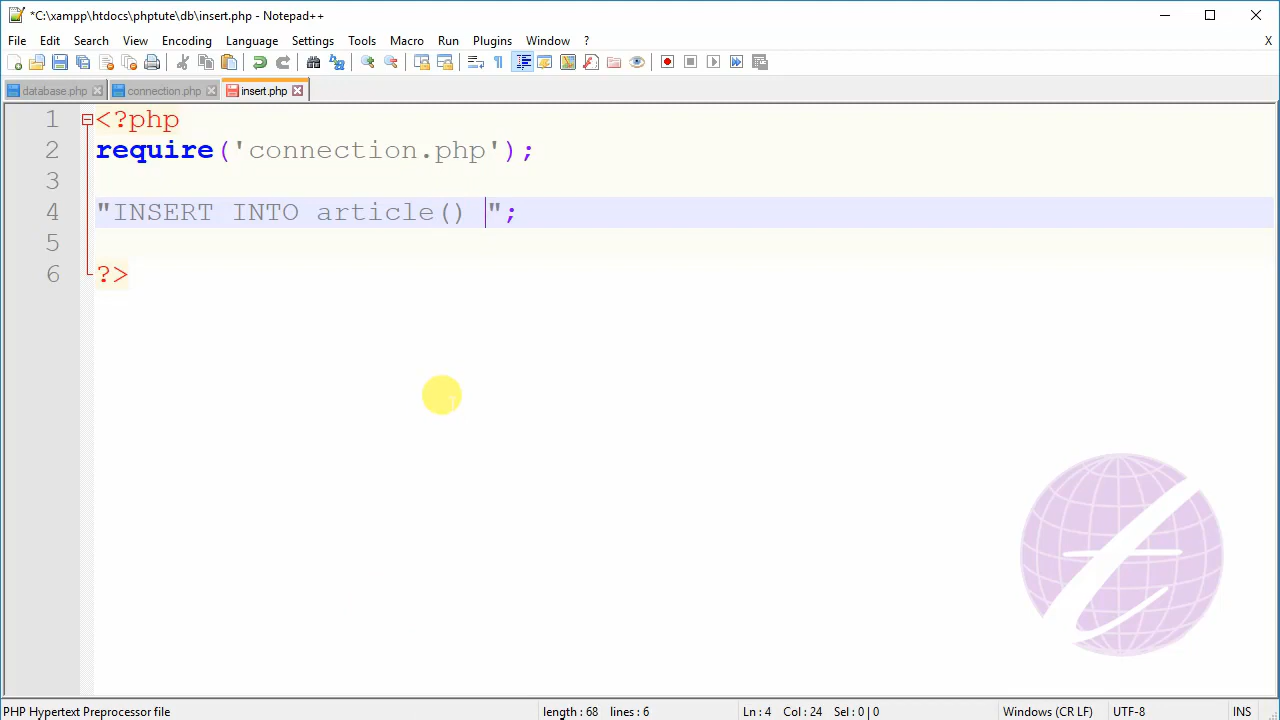 *C:\xampp\htdocs\phptute\db\insert.php - Notepad++
File Edit Search View Encoding Language Settings Tools Macro Run Plugins Window ? X
database.php connection.php insert.php
1 <?php
2 require('connection.php');
3
4 "INSERT INTO article() ";
5
6 ?>
PHP Hypertext Preprocessor file length : 68 lines : 6 Ln : 4 Col : 24 Sel : 0 | 0 Windows (CR LF) UTF-8 INS